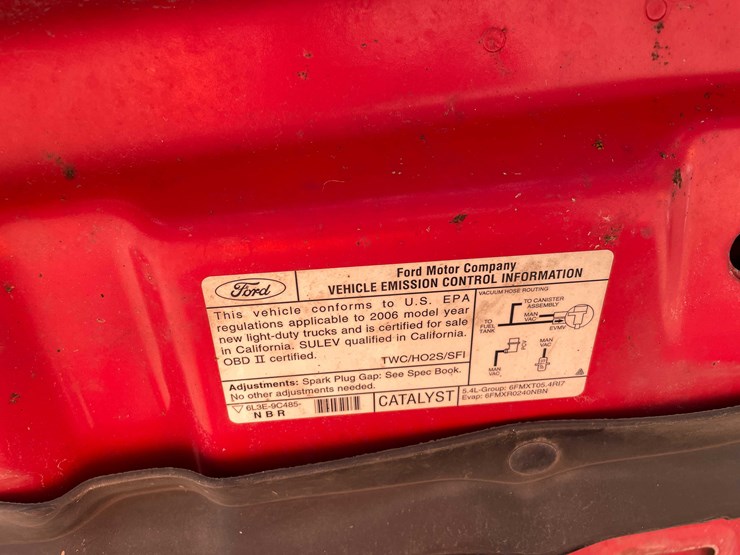 Ford
Ford Motor Company
VEHICLE EMISSION CONTROL INFORMATION
This vehicle conforms to U.S. EPA
regulations applicable to 2006 model year
new light-duty trucks and is certified for sale
in California. SULEV qualified in California.
OBD II certified.
TWC/HO2S/SFI
VACUUM HOSE ROUTING
TO CANISTER
ASSEMBLY
TO
FUEL
TANK
MAN
VAC
EVMV
PCV
MAN
VAC
MAN
VAC
Adjustments: Spark Plug Gap: See Spec Book.
No other adjustments needed.
6L3E-9C485-
NBR
CATALYST
5.4L-Group: 6FMXT05.4RI7
Evap: 6FMXR0240NBN